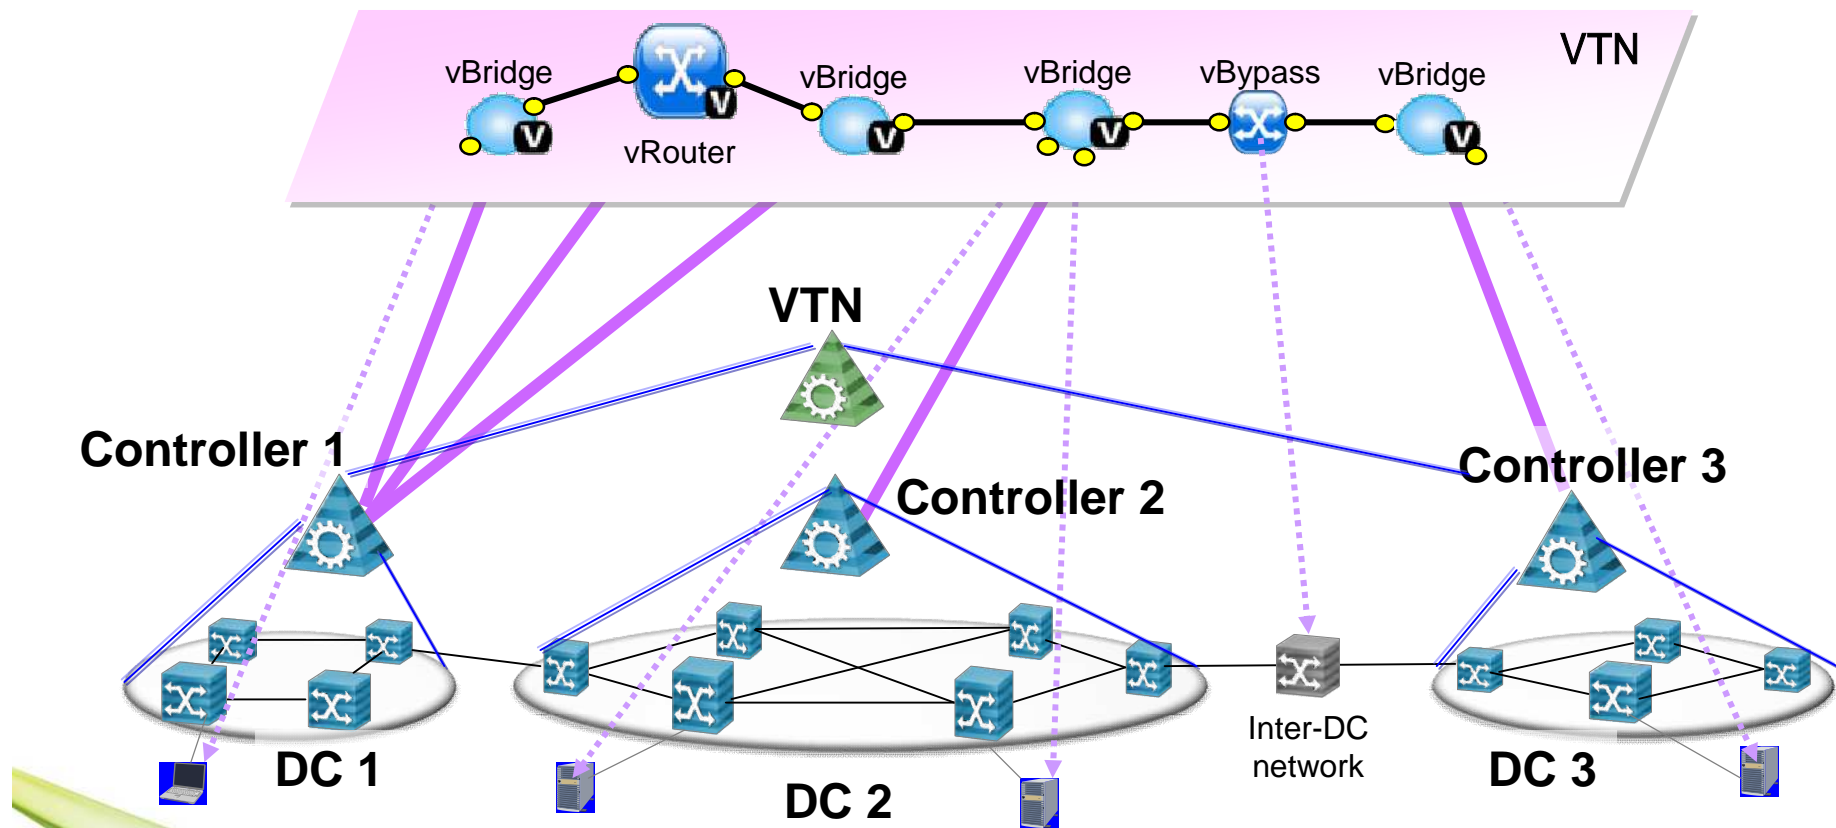 VTN
vBridge
vBridge
vBridge
vBypass
vBridge
vRouter
V
V
V
V
V
VTN
Controller 1
Controller 2
Controller 3
Inter-DC
network
DC 1
DC 2
DC 3